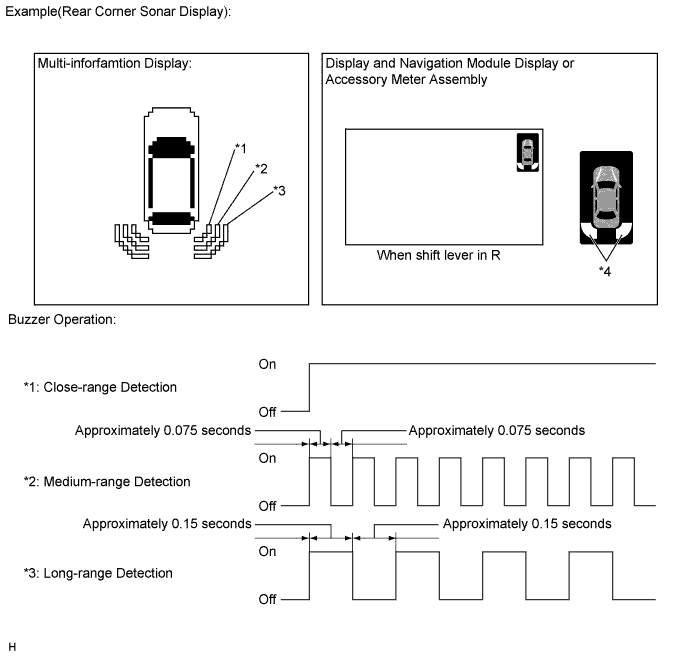 Example(Rear Corner Sonar Display):
Multi-inforfamtion Display:
*1
*2
*3
Display and Navigation Module Display or
Accessory Meter Assembly
When shift lever in R
*4
Buzzer Operation:
On
*1: Close-range Detection
Off
Approximately 0.075 seconds
Approximately 0.075 seconds
On
*2: Medium-range Detection
Off
Approximately 0.15 seconds
Approximately 0.15 seconds
On
*3: Long-range Detection
Off
H